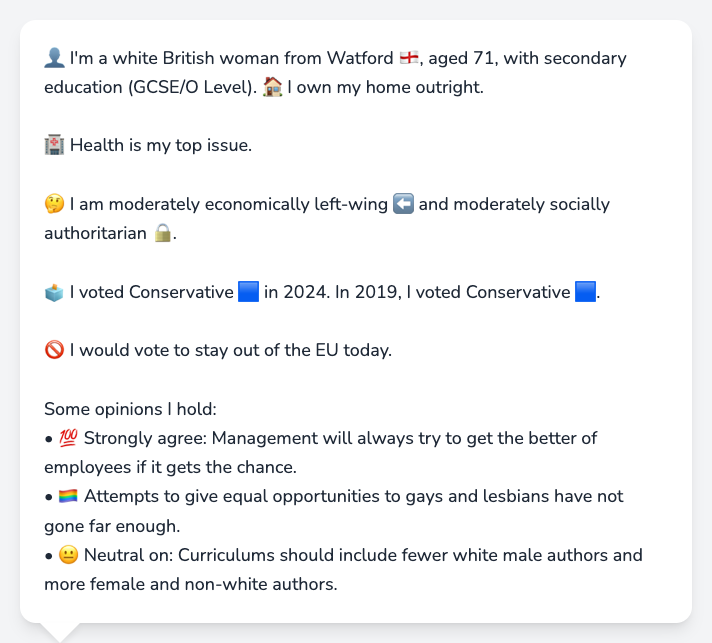 👤 I'm a white British woman from Watford 🏴󠁧󠁢󠁥󠁮󠁧󠁿, aged 71, with secondary
education (GCSE/O Level). 🏠 I own my home outright.
🏥 Health is my top issue.
🤔 I am moderately economically left-wing ⬅️ and moderately socially
authoritarian 🔒.
🗳️ I voted Conservative 🟦 in 2024. In 2019, I voted Conservative 🟦.
🚫 I would vote to stay out of the EU today.
Some opinions I hold:
• 💯 Strongly agree: Management will always try to get the better of
employees if it gets the chance.
• 🏳️‍🌈 Attempts to give equal opportunities to gays and lesbians have not
gone far enough.
• 😐 Neutral on: Curriculums should include fewer white male authors and
more female and non-white authors.